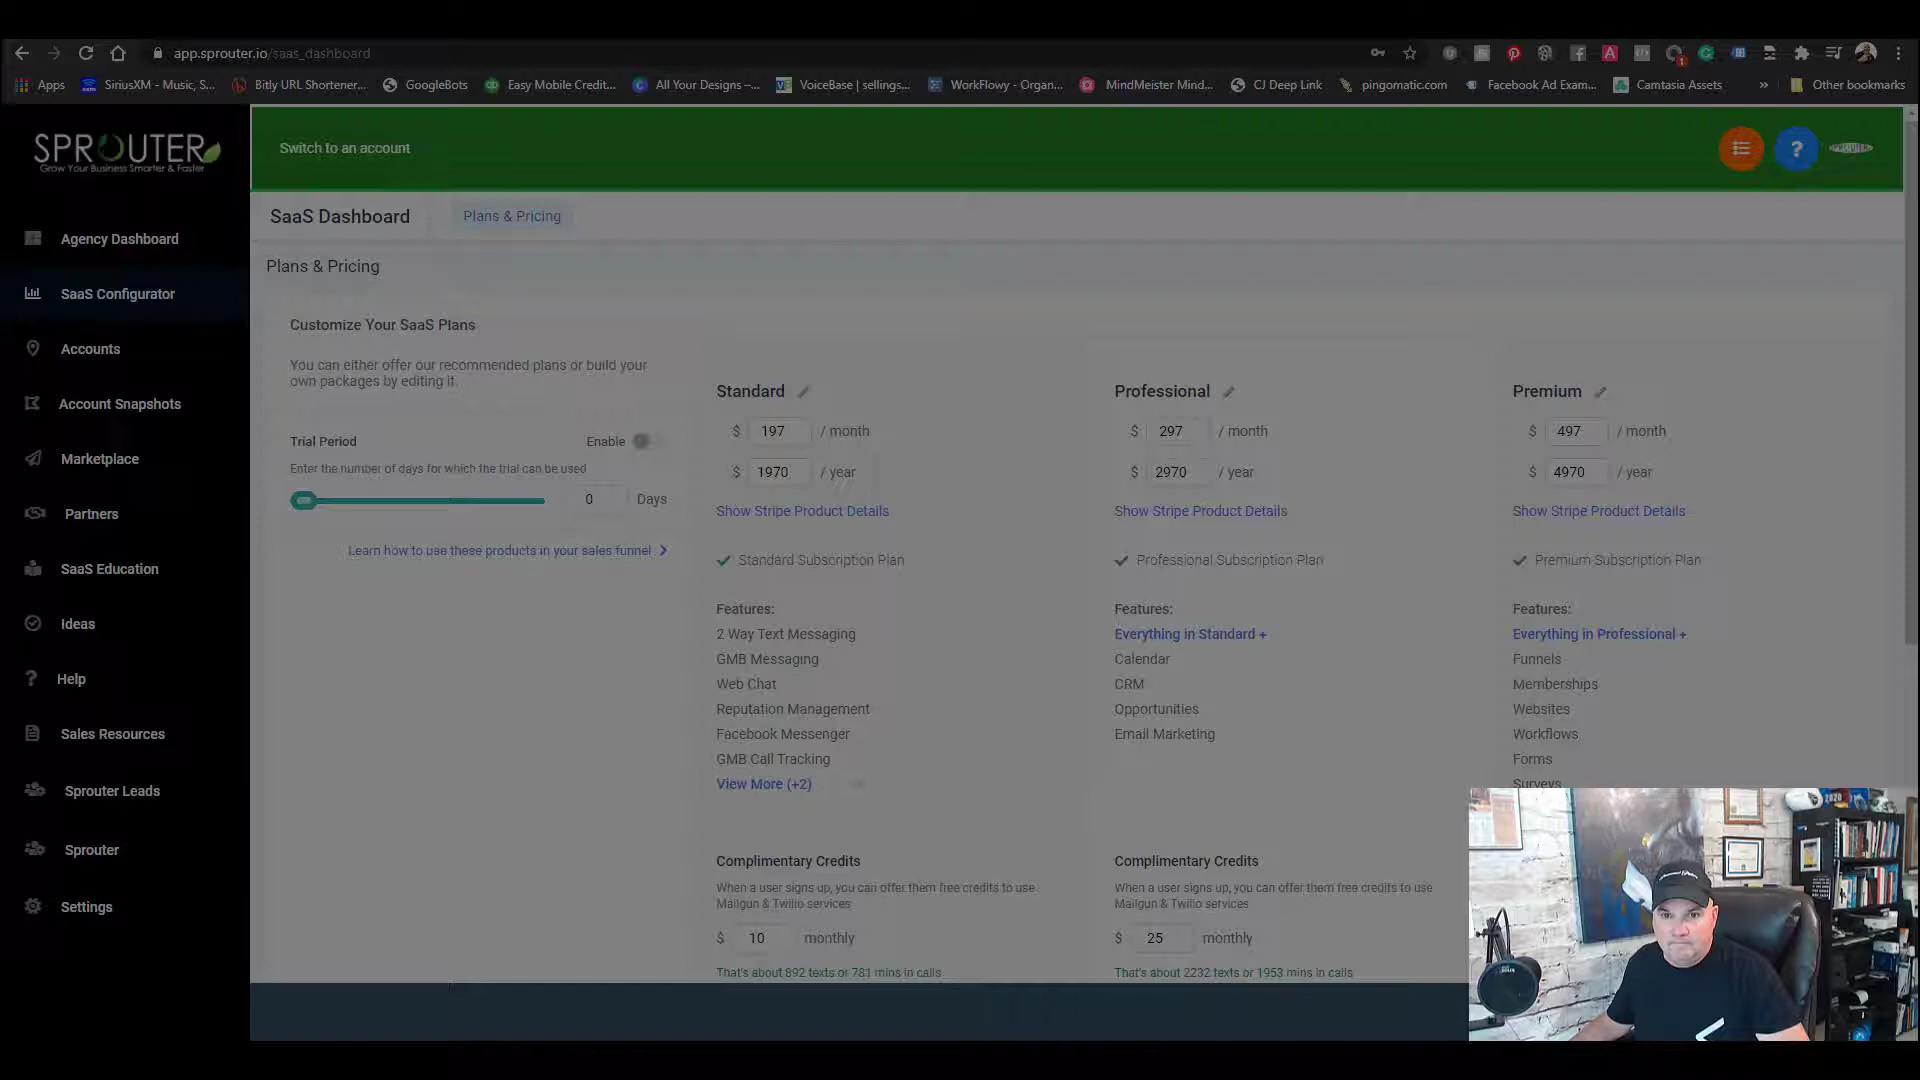 app.sprouter.io/saas_dashboard
Apps
SiriusXM - Music, S...
Bitly URL Shortener...
GoogleBots
Easy Mobile Credit...
All Your Designs –...
VoiceBase | sellings...
WorkFlowy - Organ...
MindMeister Mind...
CJ Deep Link
pingomatic.com
Facebook Ad Exam...
Camtasia Assets
»
Other bookmarks
SPROUTER
Grow Your Business Smarter & Faster
Switch to an account
?
SPROUTER
SaaS Dashboard
Plans & Pricing
Agency Dashboard
SaaS Configurator
Accounts
Account Snapshots
Marketplace
Partners
SaaS Education
Ideas
Help
Sales Resources
Sprouter Leads
Sprouter
Settings
Plans & Pricing
Customize Your SaaS Plans
You can either offer our recommended plans or build your
own packages by editing it.
Trial Period
Enable
Enter the number of days for which the trial can be used
0 Days
Learn how to use these products in your sales funnel
Standard
$ 197 / month
$ 1970 / year
Show Stripe Product Details
Standard Subscription Plan
Features:
2 Way Text Messaging
GMB Messaging
Web Chat
Reputation Management
Facebook Messenger
GMB Call Tracking
View More (+2)
Complimentary Credits
When a user signs up, you can offer them free credits to use
Mailgun & Twilio services
$ 10 monthly
That's about 892 texts or 781 mins in calls
Professional
$ 297 / month
$ 2970 / year
Show Stripe Product Details
Professional Subscription Plan
Features:
Everything in Standard +
Calendar
CRM
Opportunities
Email Marketing
Complimentary Credits
When a user signs up, you can offer them free credits to use
Mailgun & Twilio services
$ 25 monthly
That's about 2232 texts or 1953 mins in calls
Premium
$ 497 / month
$ 4970 / year
Show Stripe Product Details
Premium Subscription Plan
Features:
Everything in Professional +
Funnels
Memberships
Websites
Workflows
Forms
Surveys
2020